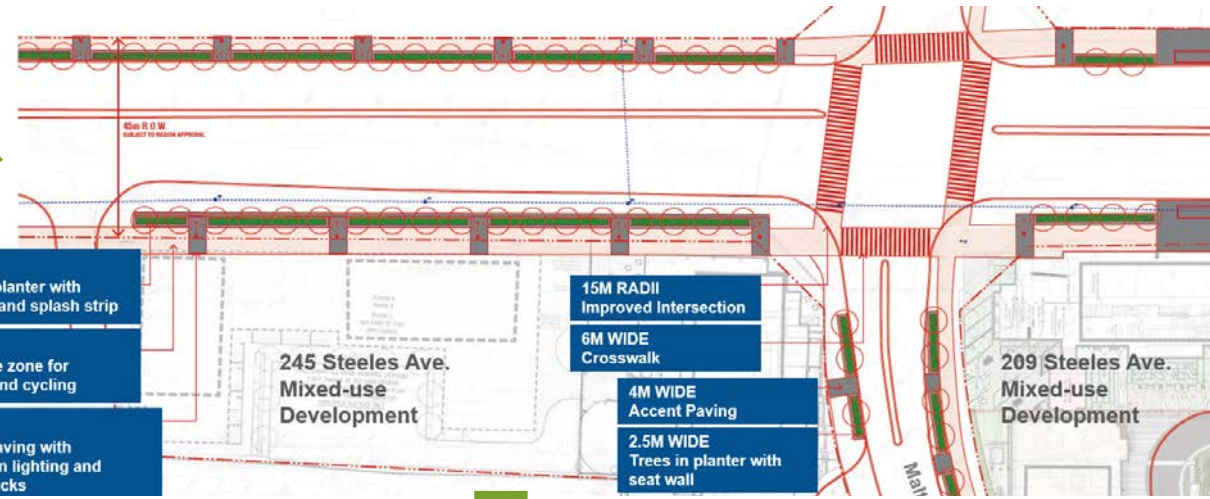 45m R.O.W.
SUBJECT TO REGION APPROVAL
planter with
and splash strip
zone for
nd cycling
aving with
n lighting and
cks
245 Steeles Ave.
Mixed-use
Development
15M RADII
Improved Intersection
6M WIDE
Crosswalk
4M WIDE
Accent Paving
2.5M WIDE
Trees in planter with
seat wall
209 Steeles Ave.
Mixed-use
Development
Malt